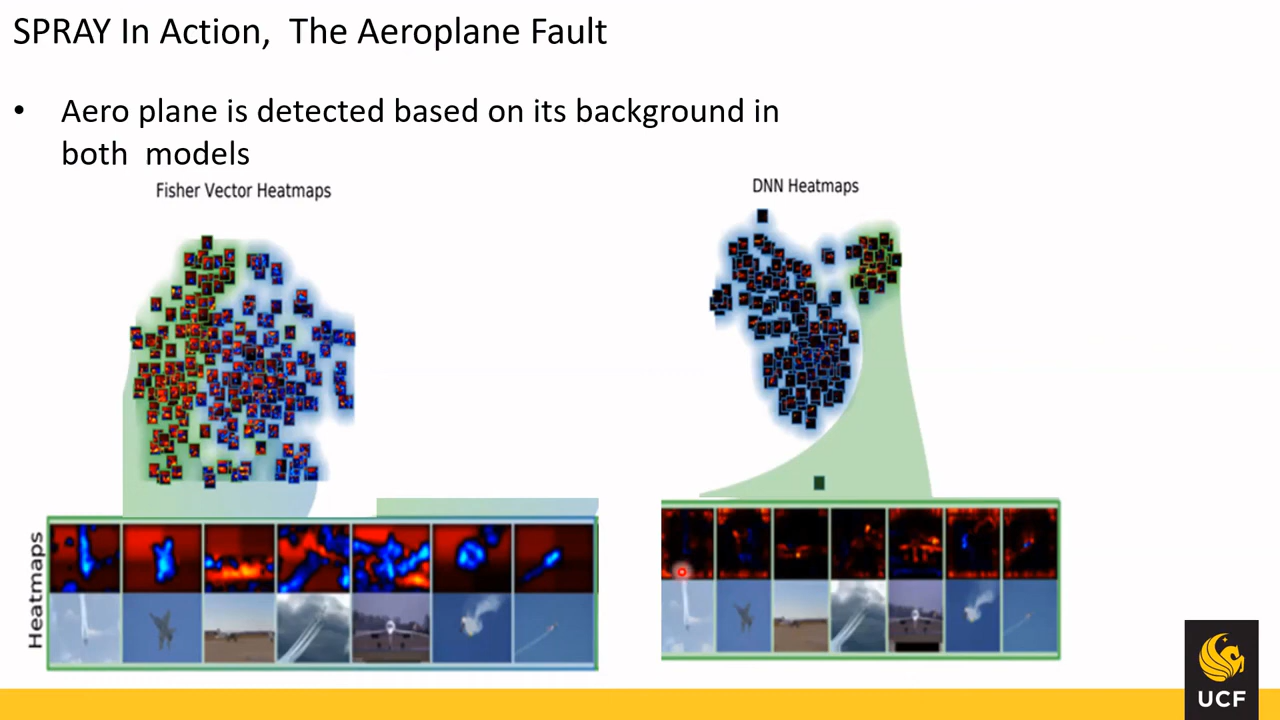 SPRAY In Action, The Aeroplane Fault
• Aero plane is detected based on its background in
both models
Fisher Vector Heatmaps
DNN Heatmaps
Heatmaps
UCF